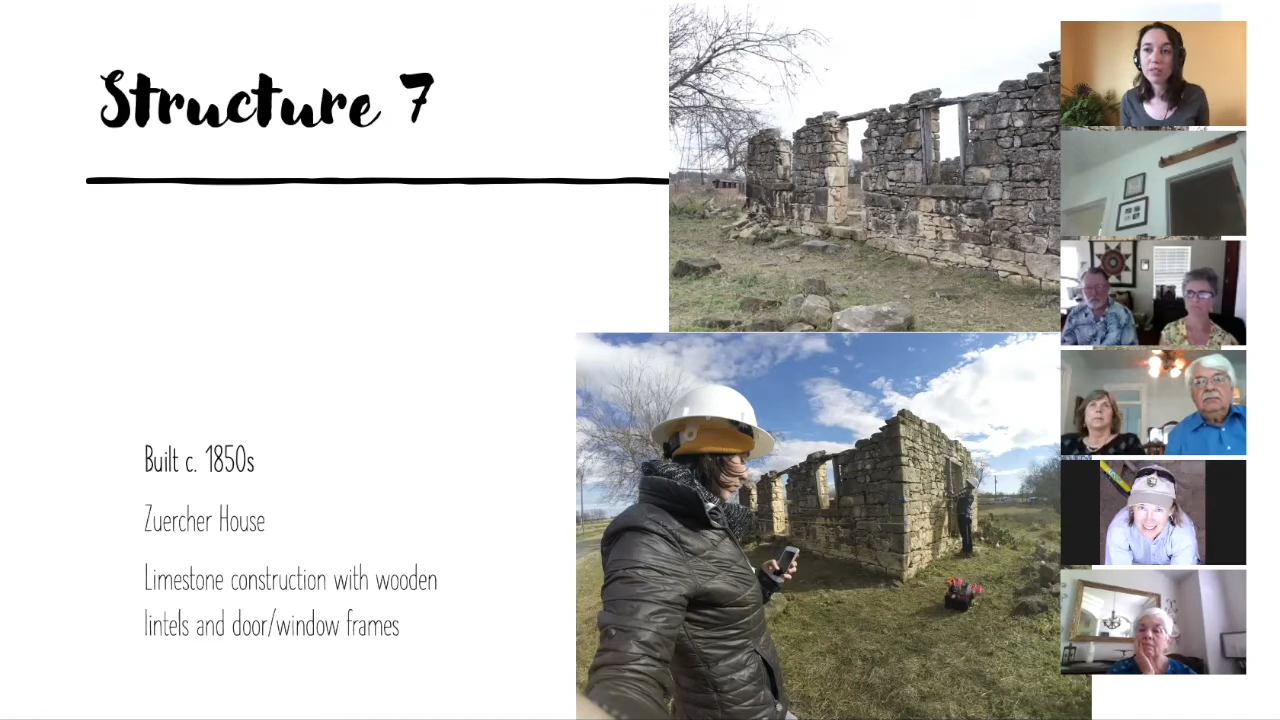 Structure 7
Built c. 1850s
Zuercher House
Limestone construction with wooden
lintels and door/window frames